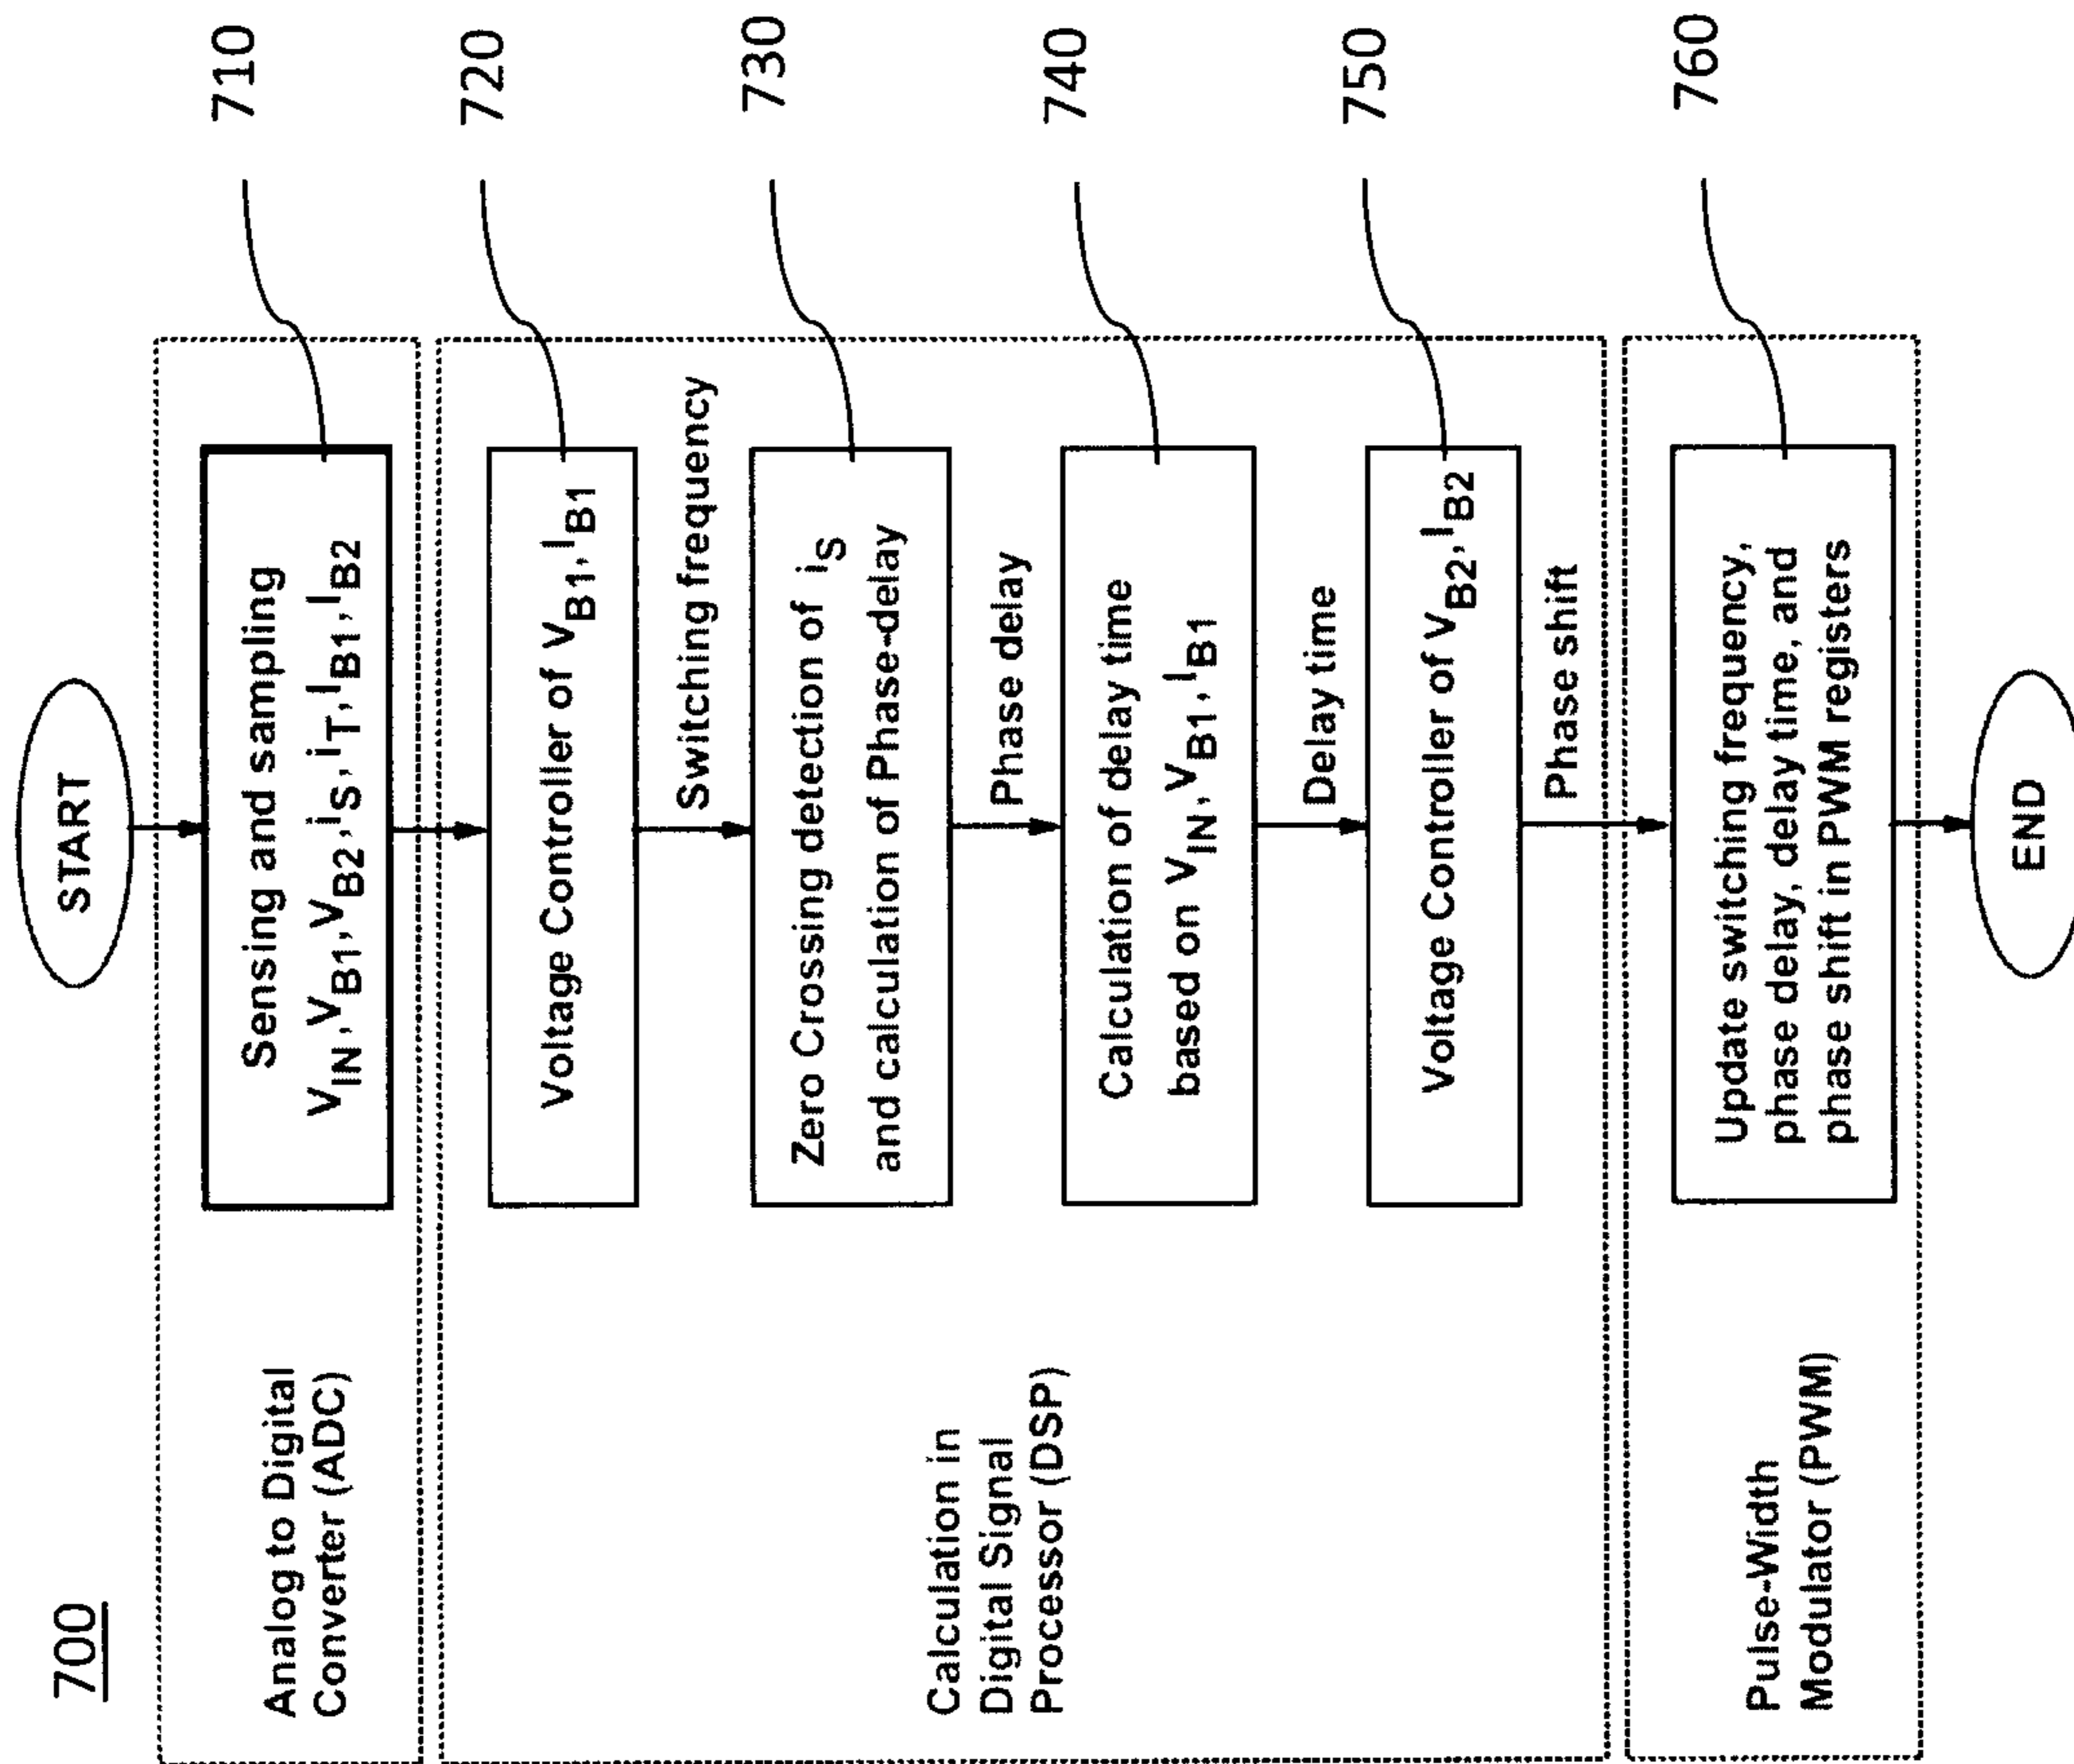 700
START
Analog to Digital
Converter (ADC)
Sensing and sampling
V_IN, V_B1, V_B2, i_S, i_T, I_B1, I_B2
710
Calculation in
Digital Signal
Processor (DSP)
Voltage Controller of V_B1, I_B1
720
Switching frequency
Zero Crossing detection of i_S
and calculation of Phase-delay
730
Phase delay
Calculation of delay time
based on V_IN, V_B1, I_B1
740
Delay time
Voltage Controller of V_B2, I_B2
750
Phase shift
Pulse-Width
Modulator (PWM)
Update switching frequency,
phase delay, delay time, and
phase shift in PWM registers
760
END